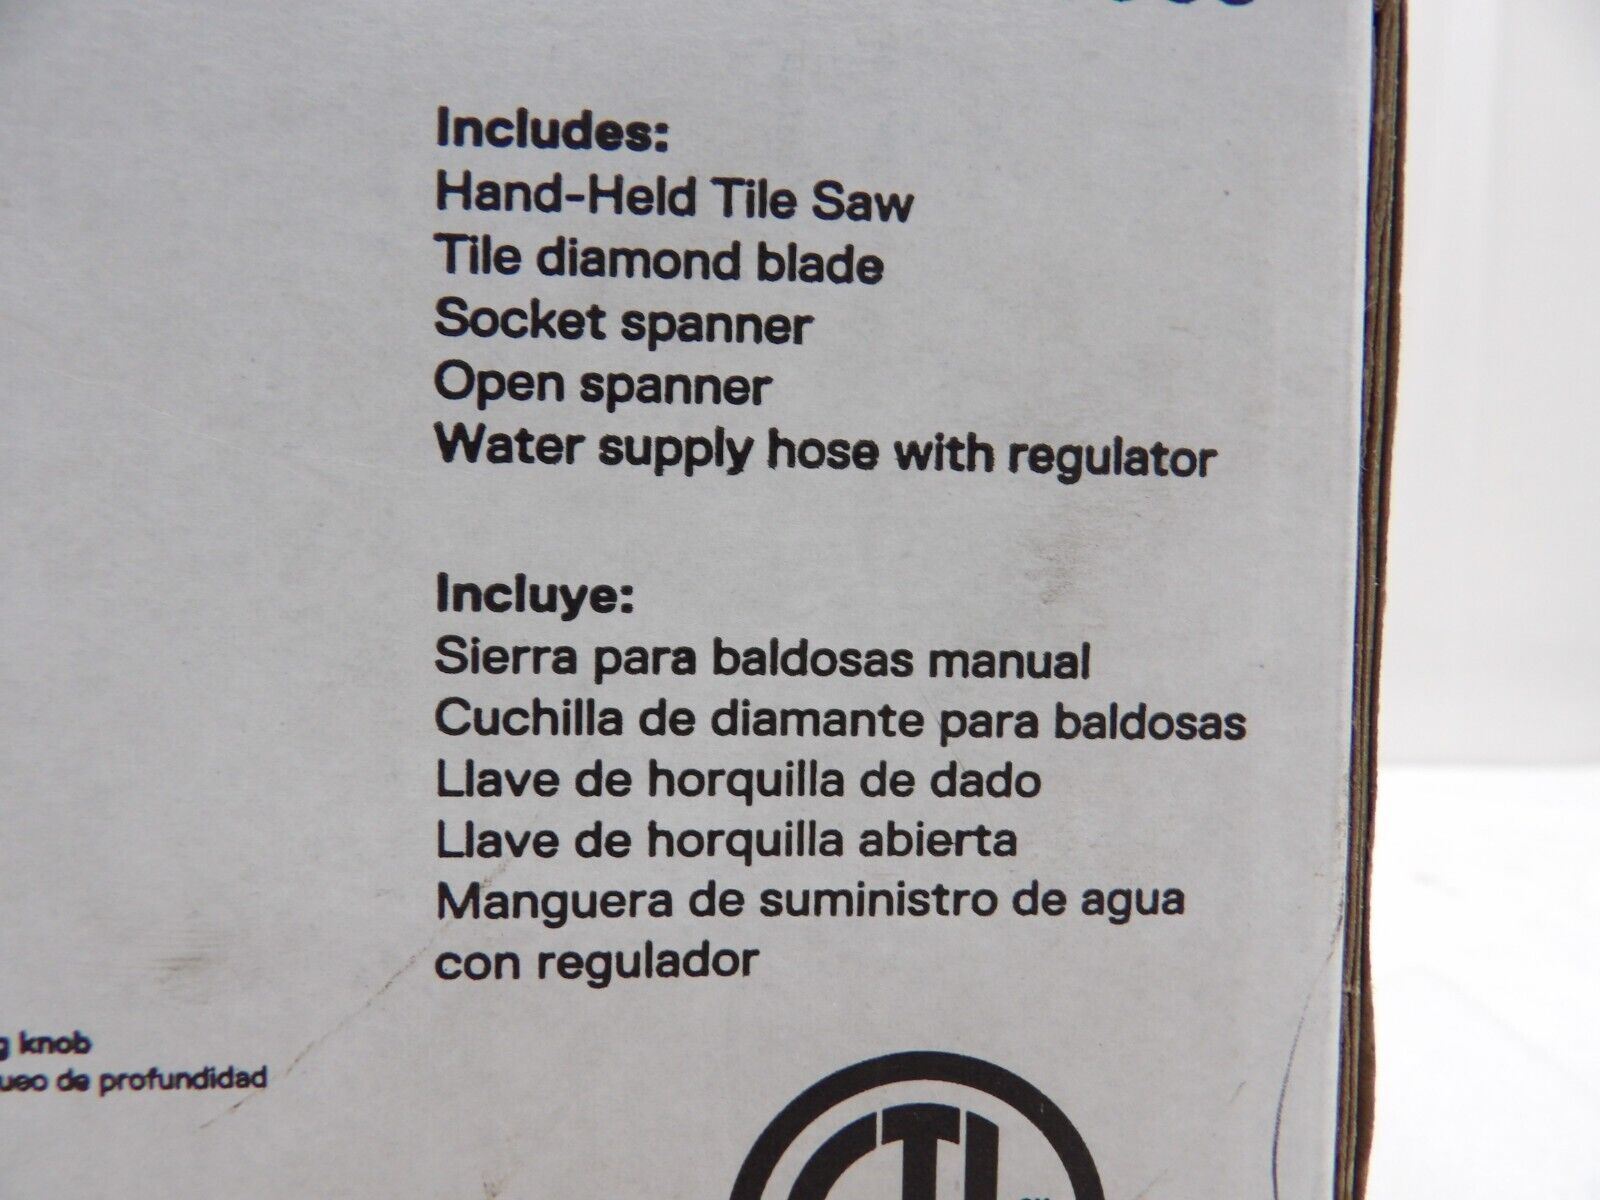 Includes:
Hand-Held Tile Saw
Tile diamond blade
Socket spanner
Open spanner
Water supply hose with regulator
Incluye:
Sierra para baldosas manual
Cuchilla de diamante para baldosas
Llave de horquilla de dado
Llave de horquilla abierta
Manguera de suministro de agua
con regulador
knob
de profundidad